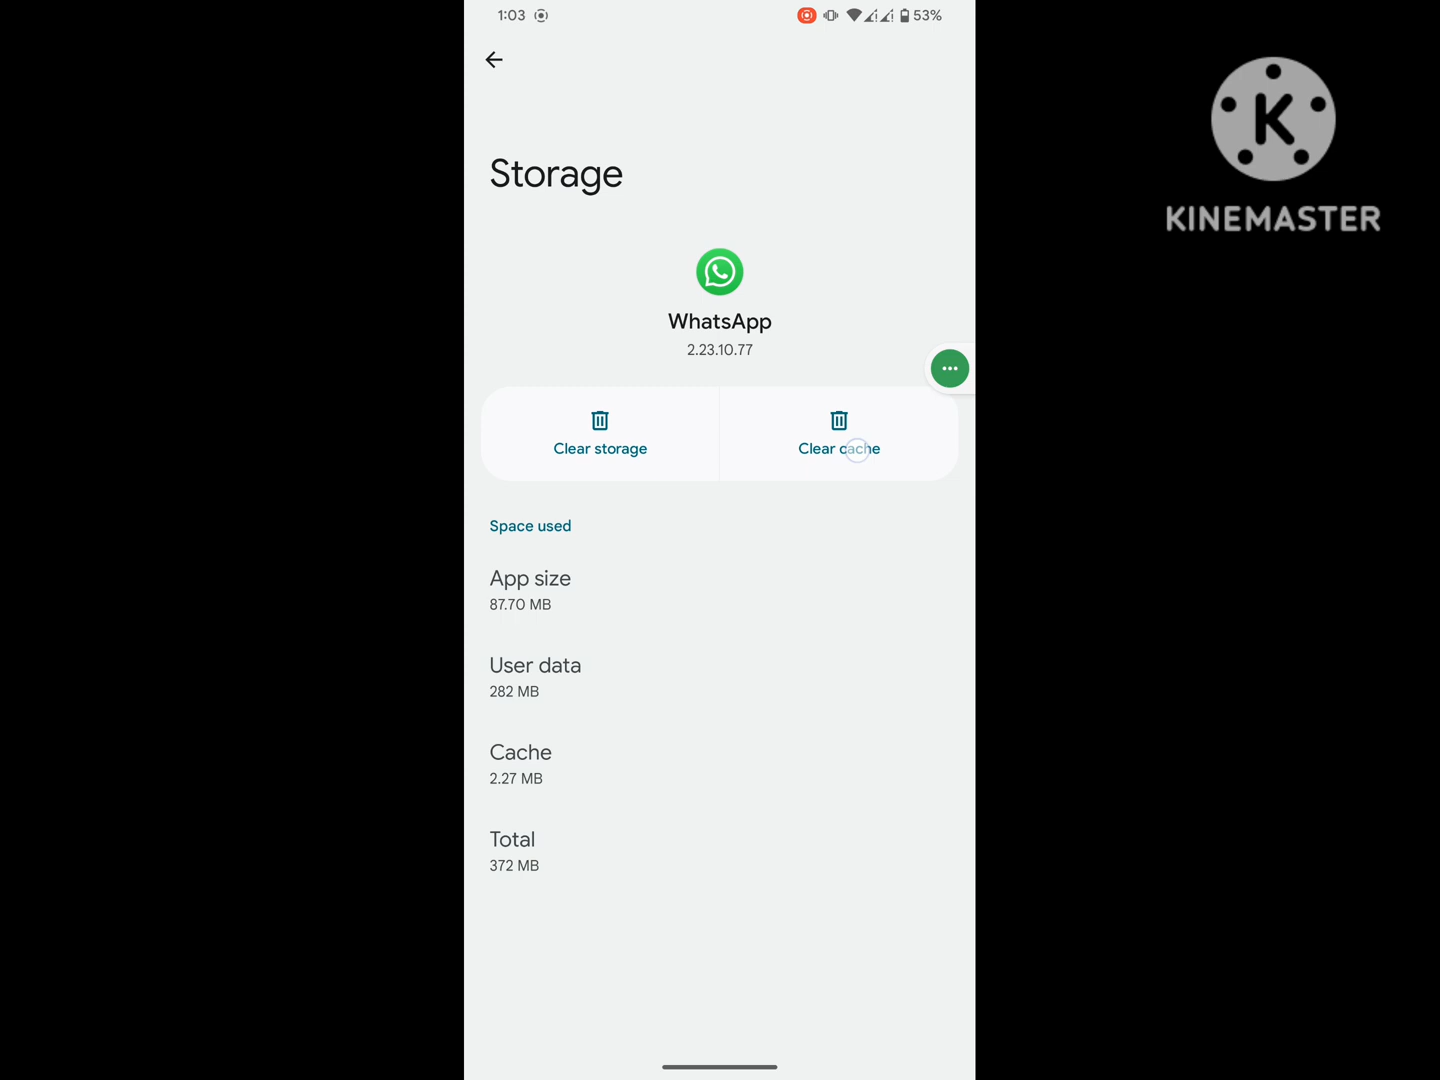 1:03
53%
K
KINEMASTER
Storage
WhatsApp
2.23.10.77
Clear storage
Clear cache
Space used
App size
87.70 MB
User data
282 MB
Cache
2.27 MB
Total
372 MB